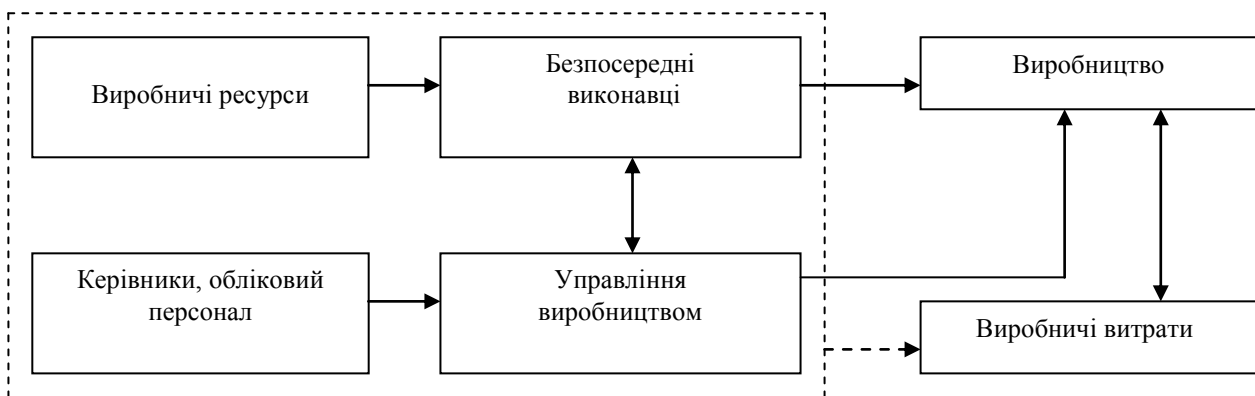 Виробничі ресурси
Безпосередні
виконавці
Виробництво
Керівники, обліковий
персонал
Управління
виробництвом
Виробничі витрати